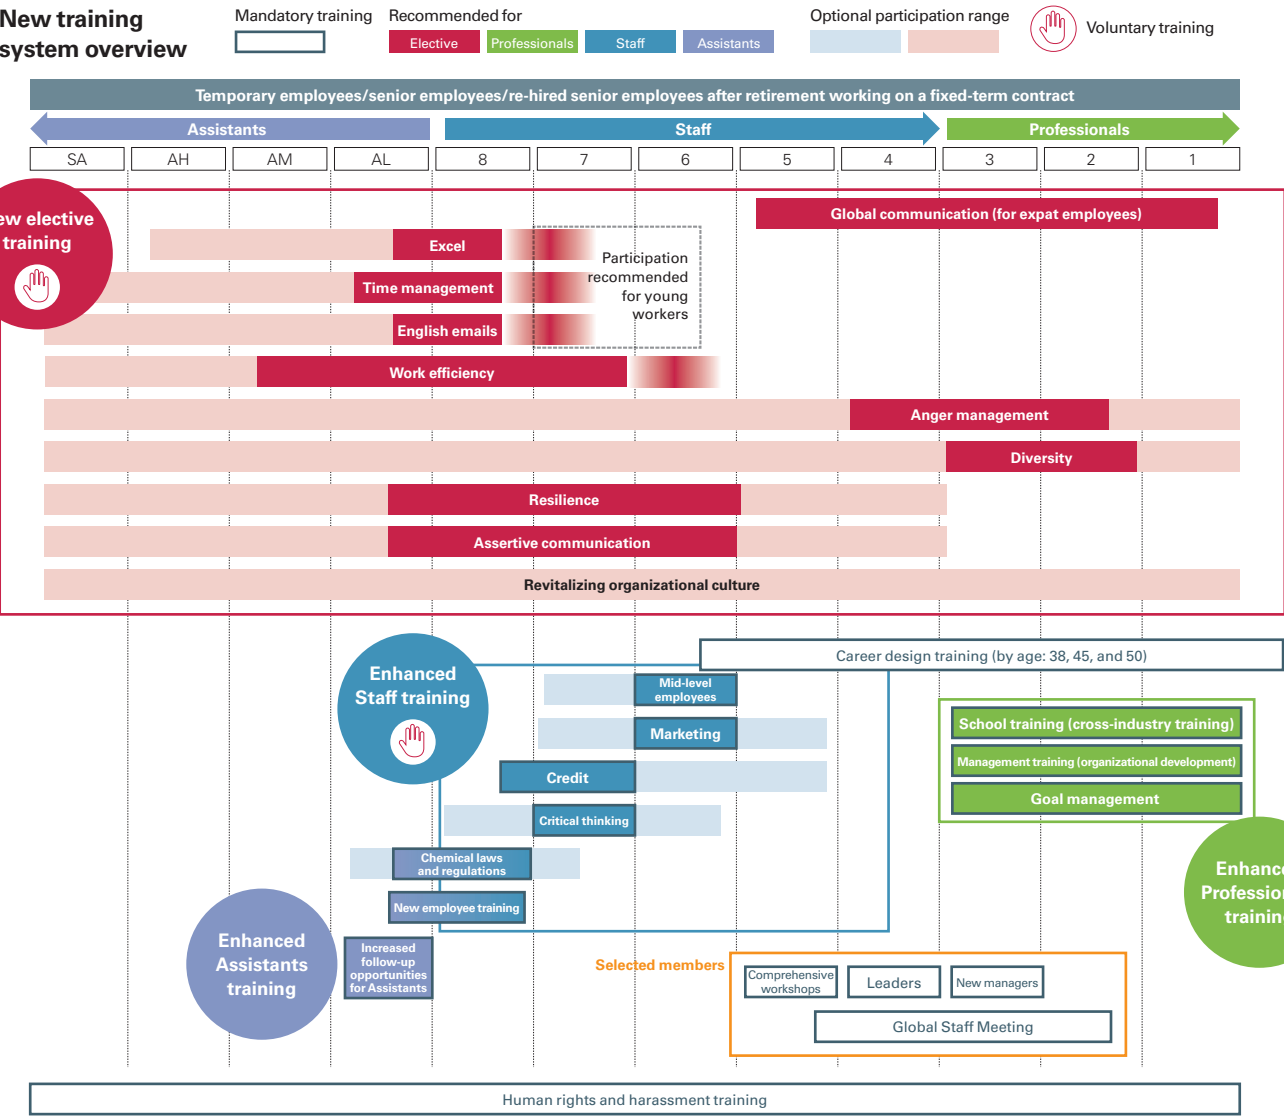 New training
system overview
Mandatory training
Recommended for
Elective
Professionals
Staff
Assistants
Optional participation range
Voluntary training
Temporary employees/senior employees/re-hired senior employees after retirement working on a fixed-term contract
Assistants
Staff
Professionals
SA
AH
AM
AL
8
7
6
5
4
3
2
1
ew elective
training
Global communication (for expat employees)
Excel
Participation
recommended
for young
workers
Time management
English emails
Work efficiency
Anger management
Diversity
Resilience
Assertive communication
Revitalizing organizational culture
Career design training (by age: 38, 45, and 50)
Enhanced
Staff training
Mid-level
employees
Marketing
Credit
Critical thinking
Chemical laws
and regulations
New employee training
School training (cross-industry training)
Management training (organizational development)
Goal management
Enhance
Profession
training
Enhanced
Assistants
training
Increased
follow-up
opportunities
for Assistants
Selected members
Comprehensive
workshops
Leaders
New managers
Global Staff Meeting
Human rights and harassment training